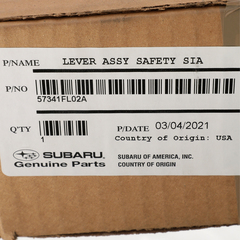 P/NAME LEVER ASSY SAFETY SIA
P/NO
57341FL02A
Q'TY P/DATE 03/04/2021
1 Country of Origin: USA
SUBARU SUBARU OF AMERICA, INC.
Genuine Parts COUNTRY OF ORIGIN